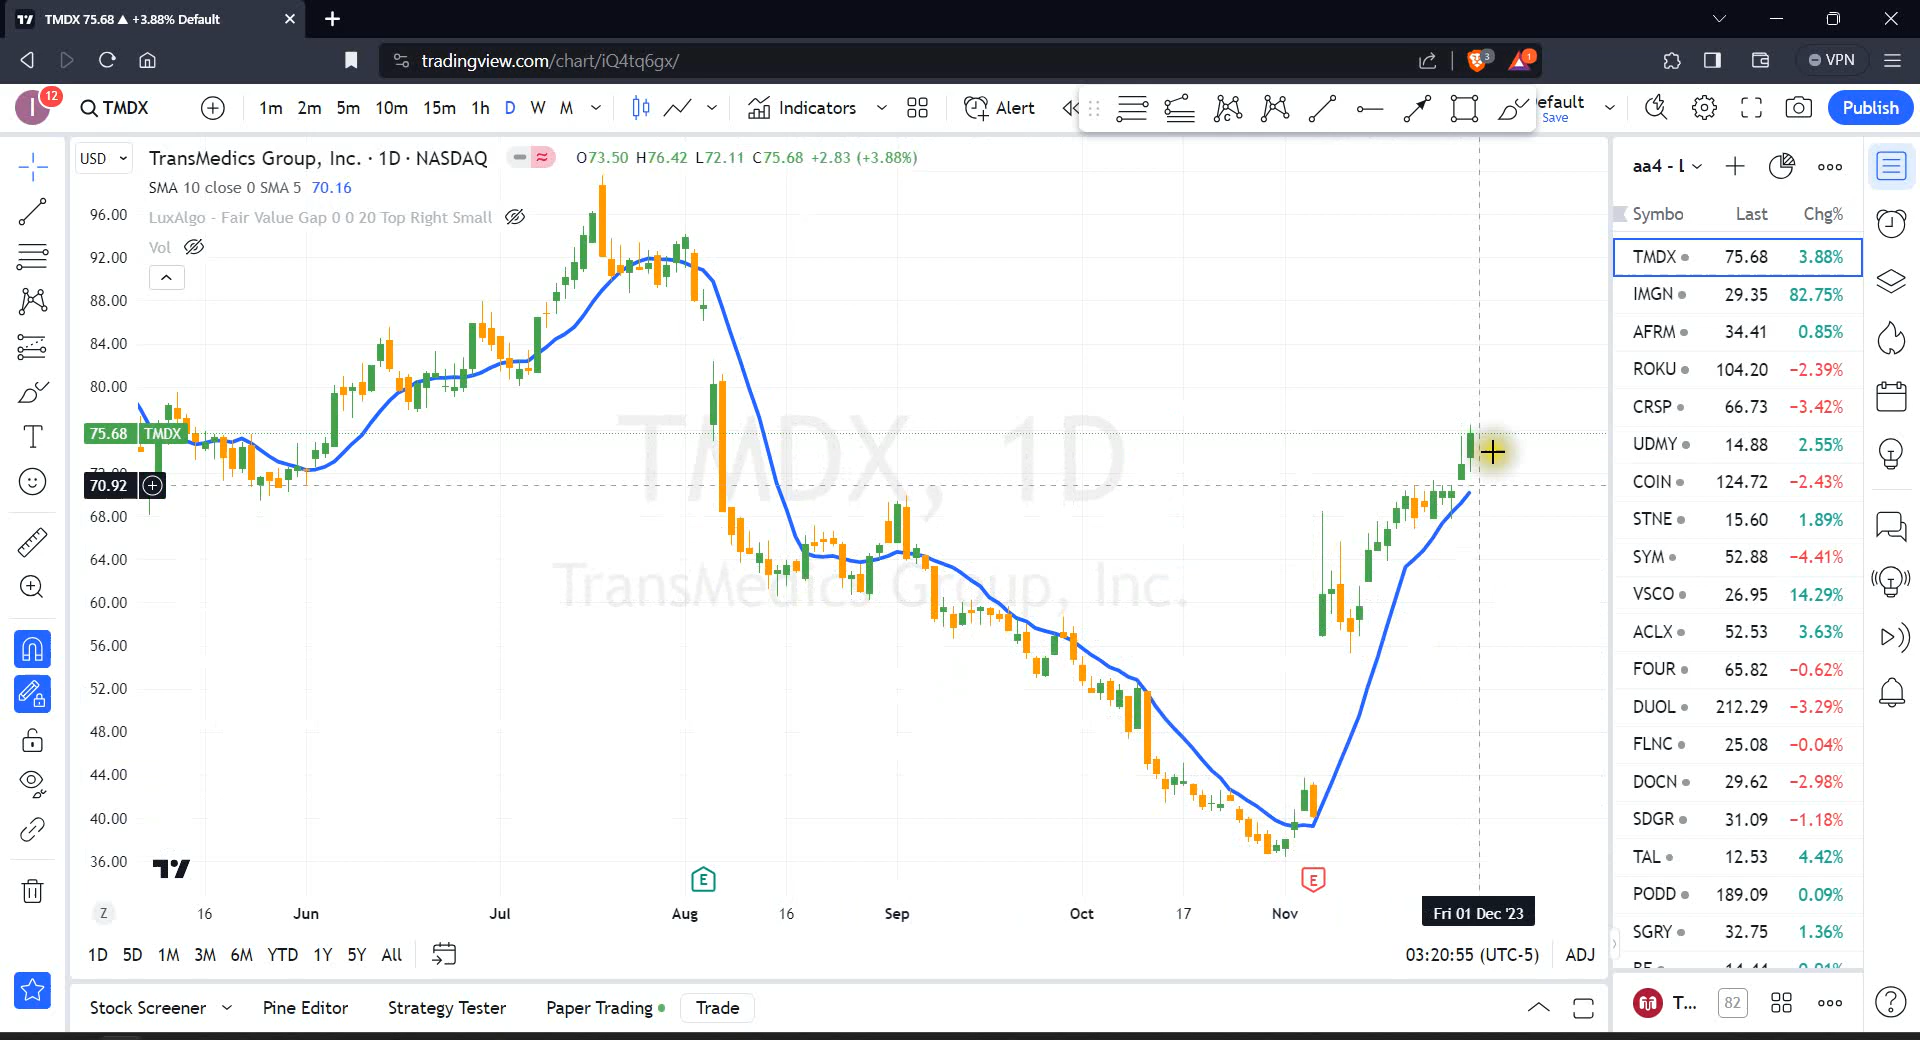 TMDX 75.68 ▲ +3.88% Default
tradingview.com/chart/iQ4tq6gx/
3
1
VPN
I
12
TMDX
1m 2m 5m 10m 15m 1h D W M
Indicators
Alert
efault
Save
Publish
USD
TransMedics Group, Inc. · 1D · NASDAQ
O73.50 H76.42 L72.11 C75.68 +2.83 (+3.88%)
SMA 10 close 0 SMA 5 70.16
LuxAlgo - Fair Value Gap 0 0 20 Top Right Small
Vol
TMDX, 1D
TransMedics Group, Inc.
96.00
92.00
88.00
84.00
80.00
75.68 TMDX
72.00
70.92
68.00
64.00
60.00
56.00
52.00
48.00
44.00
40.00
36.00
E
E
Z
16 Jun Jul Aug 16 Sep Oct 17 Nov
Fri 01 Dec '23
1D 5D 1M 3M 6M YTD 1Y 5Y All
03:20:55 (UTC-5) ADJ
Stock Screener Pine Editor Strategy Tester Paper Trading Trade
aa4 - L
Symbo Last Chg%
TMDX 75.68 3.88%
IMGN 29.35 82.75%
AFRM 34.41 0.85%
ROKU 104.20 −2.39%
CRSP 66.73 −3.42%
UDMY 14.88 2.55%
COIN 124.72 −2.43%
STNE 15.60 1.89%
SYM 52.88 −4.41%
VSCO 26.95 14.29%
ACLX 52.53 3.63%
FOUR 65.82 −0.62%
DUOL 212.29 −3.29%
FLNC 25.08 −0.04%
DOCN 29.62 −2.98%
SDGR 31.09 −1.18%
TAL 12.53 4.42%
PODD 189.09 0.09%
SGRY 32.75 1.36%
T... 82